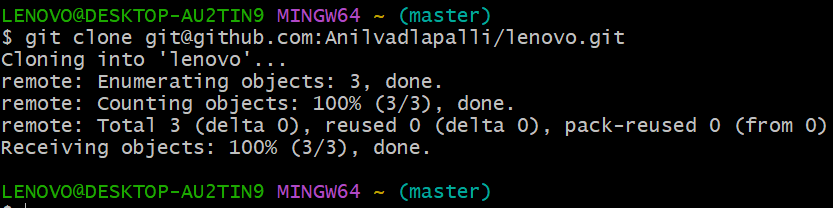 LENOVO@DESKTOP-AU2TIN9 MINGW64 ~ (master)
$ git clone git@github.com:Anilvadlapalli/lenovo.git
Cloning into 'lenovo'...
remote: Enumerating objects: 3, done.
remote: Counting objects: 100% (3/3), done.
remote: Total 3 (delta 0), reused 0 (delta 0), pack-reused 0 (from 0)
Receiving objects: 100% (3/3), done.
LENOVO@DESKTOP-AU2TIN9 MINGW64 ~ (master)
$